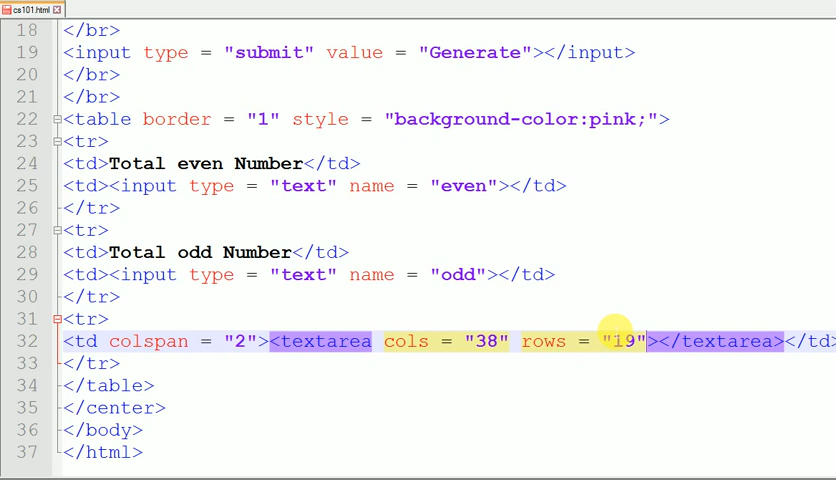 cs101.html
18 </br>
19 <input type = "submit" value = "Generate"></input>
20 </br>
21 </br>
22 <table border = "1" style = "background-color:pink;">
23 <tr>
24 <td>Total even Number</td>
25 <td><input type = "text" name = "even"></td>
26 </tr>
27 <tr>
28 <td>Total odd Number</td>
29 <td><input type = "text" name = "odd"></td>
30 </tr>
31 <tr>
32 <td colspan = "2"><textarea cols = "38" rows = "19"></textarea></td>
33 </tr>
34 </table>
35 </center>
36 </body>
37 </html>